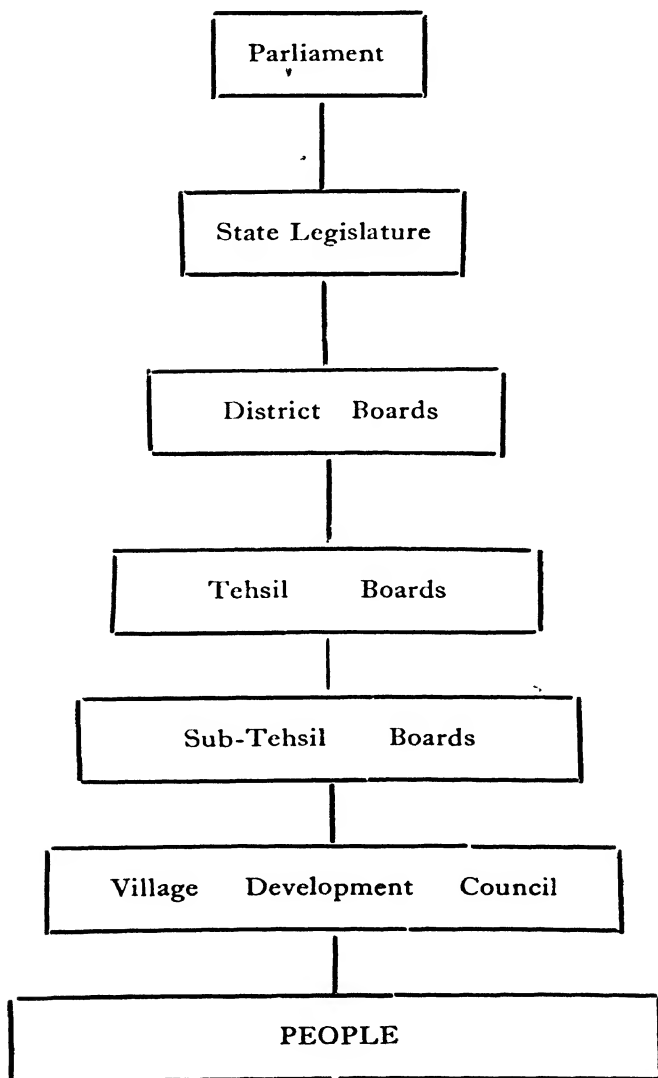 Parliament
State Legislature
District Boards
Tehsil Boards
Sub-Tehsil Boards
Village Development Council
PEOPLE